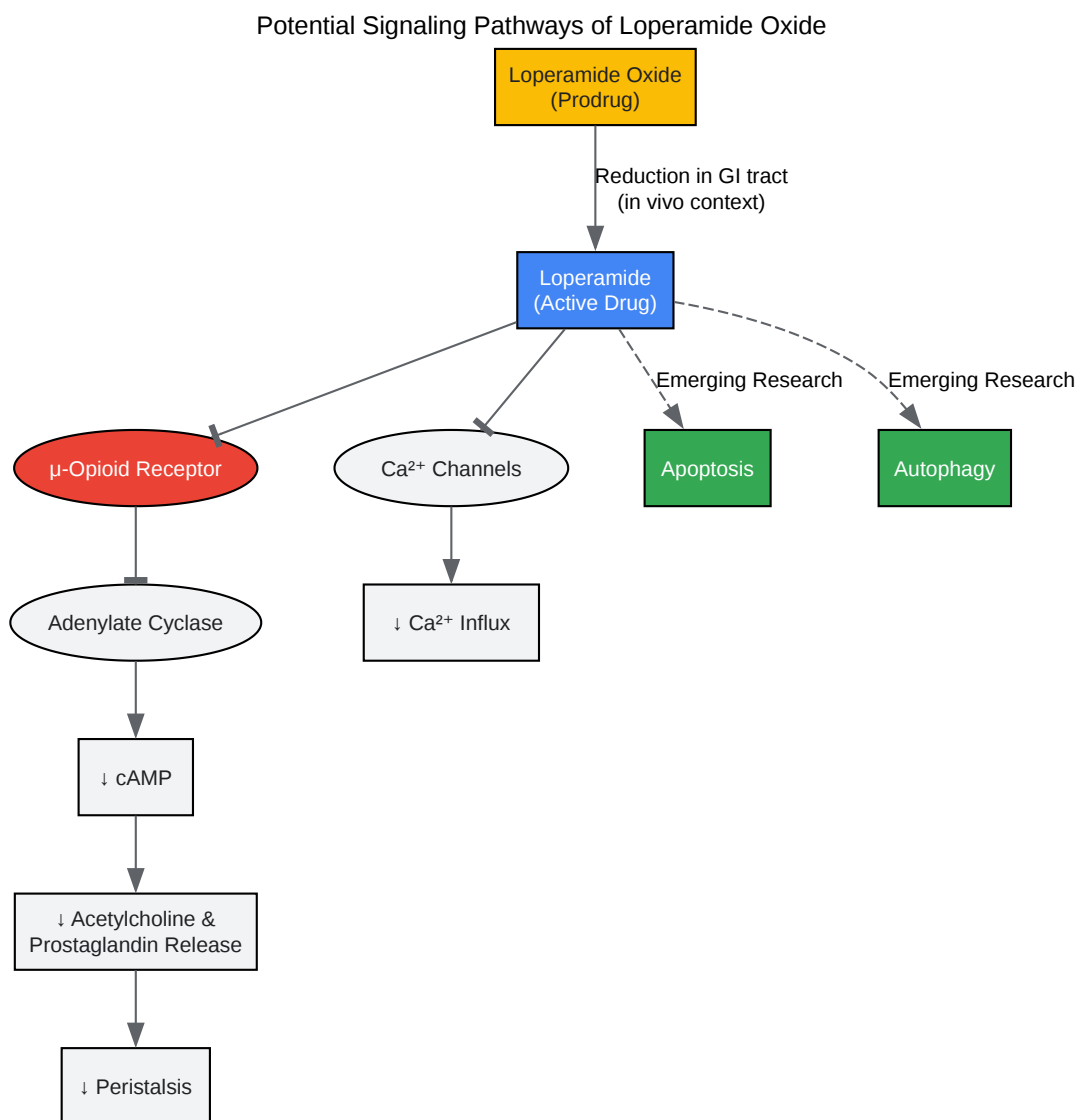 Potential Signaling Pathways of Loperamide Oxide
Loperamide Oxide
(Prodrug)
Reduction in GI tract
(in vivo context)
Loperamide
(Active Drug)
Emerging Research
Emerging Research
μ-Opioid Receptor
Ca²⁺ Channels
Apoptosis
Autophagy
Adenylate Cyclase
↓ Ca²⁺ Influx
↓ cAMP
↓ Acetylcholine &
Prostaglandin Release
↓ Peristalsis